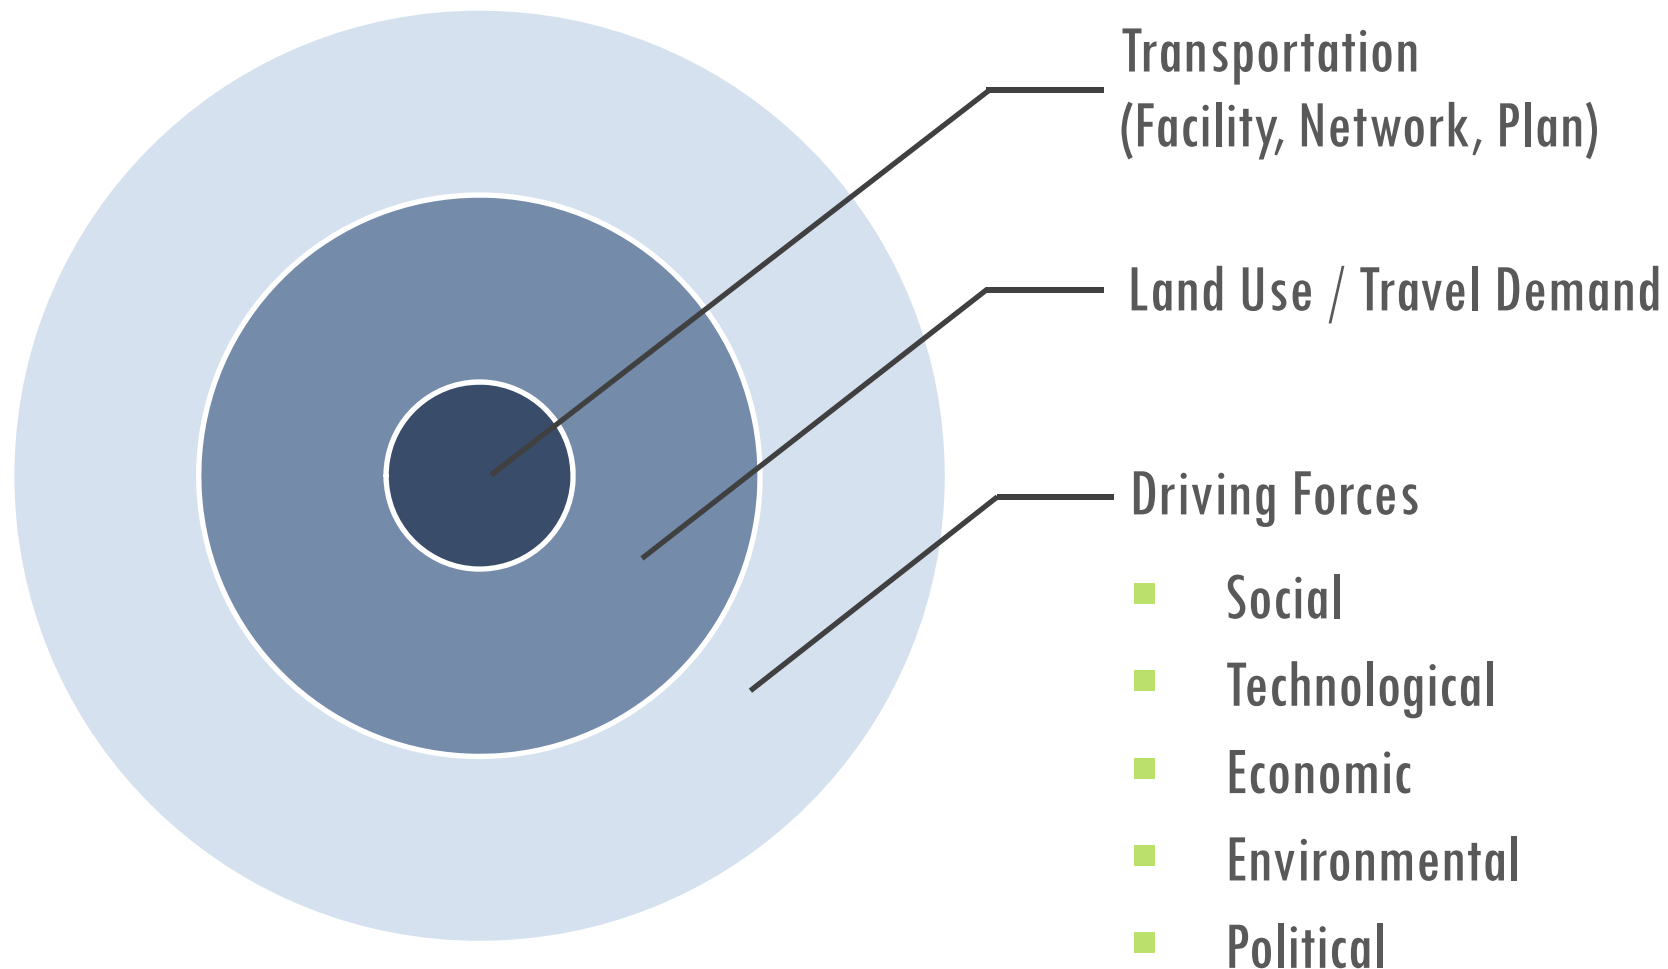 Transportation
(Facility, Network, Plan)
Land Use / Travel Demand
Driving Forces
Social
Technological
Economic
Environmental
Political